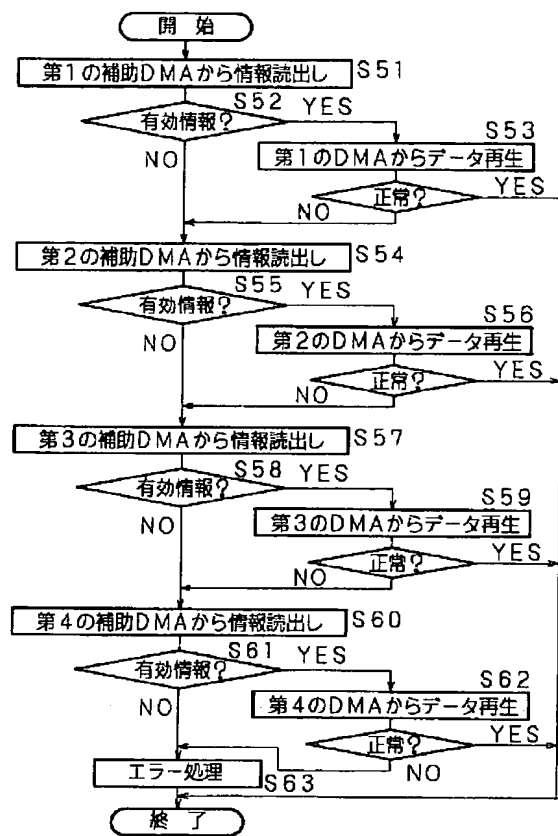 開始
第1の補助DMAから情報読出し S51
S52
有効情報? YES
S53
NO
第1のDMAからデータ再生
正常? YES
NO
第2の補助DMAから情報読出し S54
S55
有効情報? YES
S56
NO
第2のDMAからデータ再生
正常? YES
NO
第3の補助DMAから情報読出し S57
S58
有効情報? YES
S59
NO
第3のDMAからデータ再生
正常? YES
NO
第4の補助DMAから情報読出し S60
S61
有効情報? YES
S62
NO
第4のDMAからデータ再生
正常? YES
NO
エラー処理 S63
終了